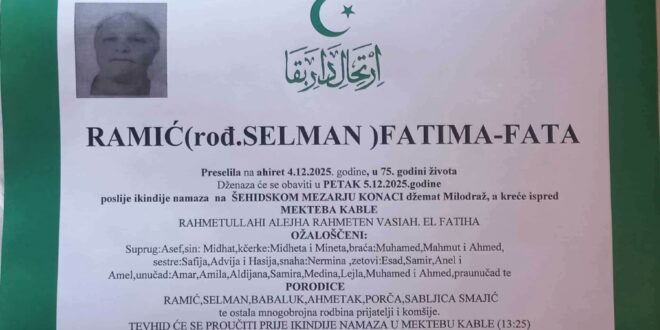 ارتحال دار بقا
RAMIĆ(rođ.SELMAN )FATIMA-FATA
Preselila na ahiret 4.12.2025. godine, u 75. godini života
Dženaza će se obaviti u PETAK 5.12.2025.godine
poslije ikindije namaza na ŠEHIDSKOM MEZARJU KONACI džemat Milodraž, a kreće ispred
MEKTEBA KABLE
RAHMETULLAHI ALEJHA RAHMETEN VASIAH. EL FATIHA
OŽALOŠĆENI:
Suprug:Asef,sin: Midhat,kčerke:Midheta i Mineta,braća:Muhamed,Mahmut i Ahmed,
sestre:Safija,Advija i Hasija,snaha:Nermina ,zetovi:Esad,Samir,Anel i
Amel,unučad:Amar,Amila,Aldijana,Samira,Medina,Lejla,Muhamed i Ahmed,praunučad te
PORODICE
RAMIĆ,SELMAN,BABALUK,AHMETAK,PORČA,SABLJICA SMAJIĆ
te ostala mnogobrojna rodbina prijatelji i komšije.
TEVHID ĆE SE PROUČITI PRIJE IKINDIJE NAMAZA U MEKTEBU KABLE (13:25)